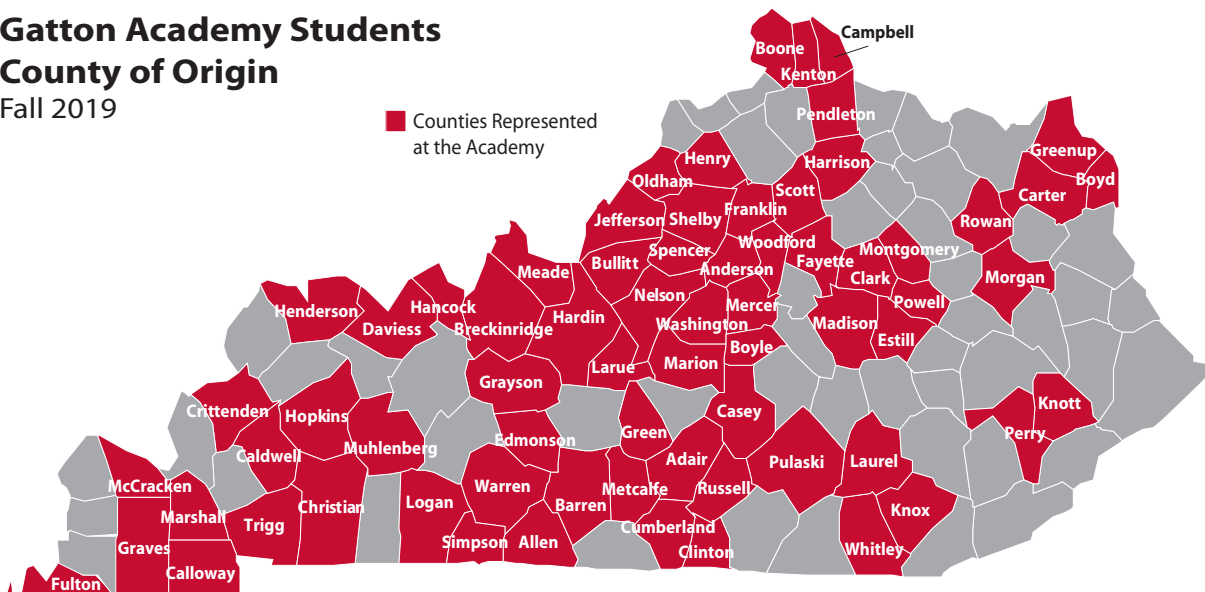 Gatton Academy Students
County of Origin
Fall 2019
Counties Represented
at the Academy
Campbell
Boone
Kenton
Pendleton
Greenup
Henry
Harrison
Oldham
Boyd
Scott
Carter
Franklin
Jefferson
Shelby
Rowan
Woodford
Spencer
Montgomery
Bullitt
Fayette
Anderson
Meade
Clark
Morgan
Nelson
Powell
Mercer
Hancock
Henderson
Hardin
Washington
Madison
Daviess
Breckinridge
Estill
Boyle
Marion
Larue
Grayson
Knott
Crittenden
Casey
Hopkins
Green
Perry
Edmonson
Muhlenberg
Caldwell
Adair
Pulaski
Laurel
McCracken
Warren
Metcalfe
Russell
Logan
Barren
Christian
Knox
Marshall
Trigg
Cumberland
Simpson
Allen
Graves
Whitley
Clinton
Calloway
Fulton